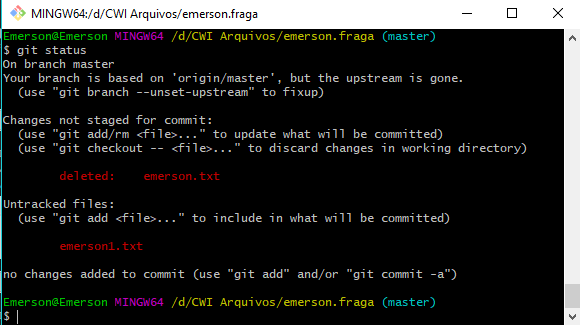 MINGW64:/d/CWI Arquivos/emerson.fraga
Emerson@Emerson MINGW64 /d/CWI Arquivos/emerson.fraga (master)
$ git status
On branch master
Your branch is based on 'origin/master', but the upstream is gone.
  (use "git branch --unset-upstream" to fixup)

Changes not staged for commit:
  (use "git add/rm <file>..." to update what will be committed)
  (use "git checkout -- <file>..." to discard changes in working directory)

        deleted:    emerson.txt

Untracked files:
  (use "git add <file>..." to include in what will be committed)

        emerson1.txt

no changes added to commit (use "git add" and/or "git commit -a")

Emerson@Emerson MINGW64 /d/CWI Arquivos/emerson.fraga (master)
$